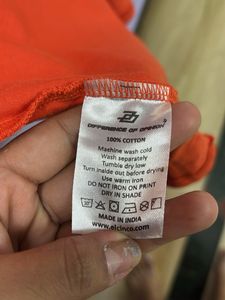 DIFFERENCE OF OPINION
100% COTTON
Machine wash cold
Wash separately
Tumble dry low
Turn inside out before drying
Use warm iron
DO NOT IRON ON PRINT
DRY IN SHADE
MADE IN INDIA
www.elcinco.com